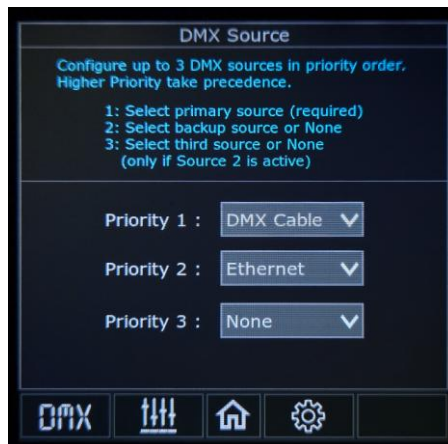 DMX Source
Configure up to 3 DMX sources in priority order.
Higher Priority take precedence.
1: Select primary source (required)
2: Select backup source or None
3: Select third source or None
(only if Source 2 is active)
Priority 1 : DMX Cable
Priority 2 : Ethernet
Priority 3 : None
DMX